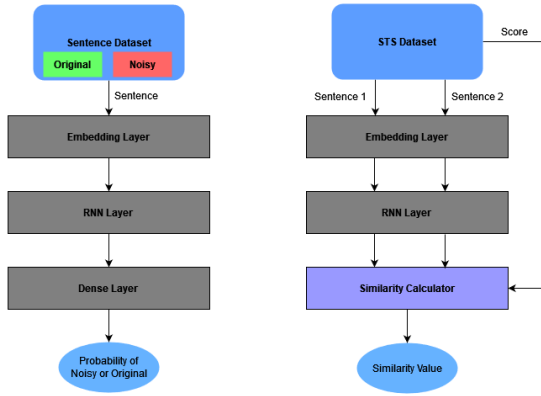 Sentence Dataset
Original
Noisy
Sentence
Embedding Layer
RNN Layer
Dense Layer
Probability of
Noisy or Original
STS Dataset
Score
Sentence 1
Sentence 2
Embedding Layer
RNN Layer
Similarity Calculator
Similarity Value